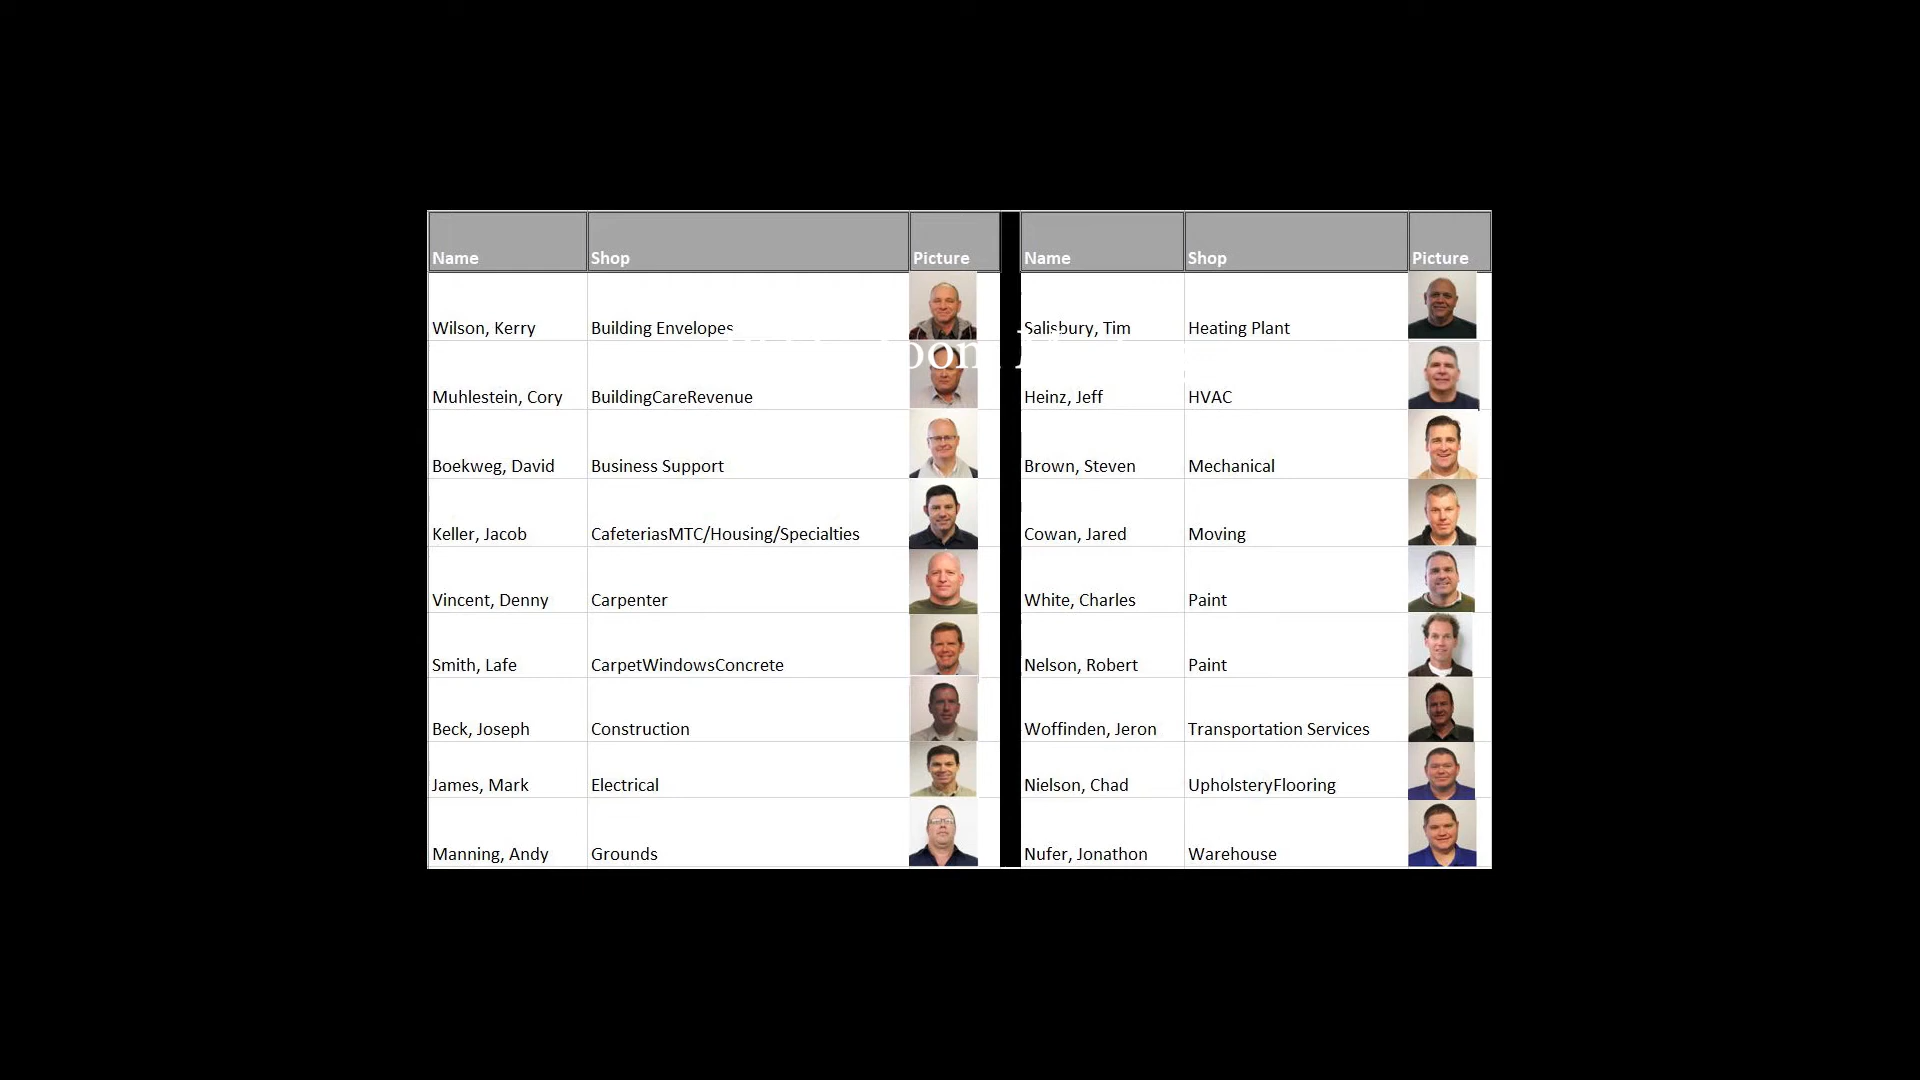 Name Shop Picture
Wilson, Kerry Building Envelopes
Muhlestein, Cory BuildingCareRevenue
Boekweg, David Business Support
Keller, Jacob CafeteriasMTC/Housing/Specialties
Vincent, Denny Carpenter
Smith, Lafe CarpetWindowsConcrete
Beck, Joseph Construction
James, Mark Electrical
Manning, Andy Grounds
Name Shop Picture
Salisbury, Tim Heating Plant
Heinz, Jeff HVAC
Brown, Steven Mechanical
Cowan, Jared Moving
White, Charles Paint
Nelson, Robert Paint
Woffinden, Jeron Transportation Services
Nielson, Chad UpholsteryFlooring
Nufer, Jonathon Warehouse